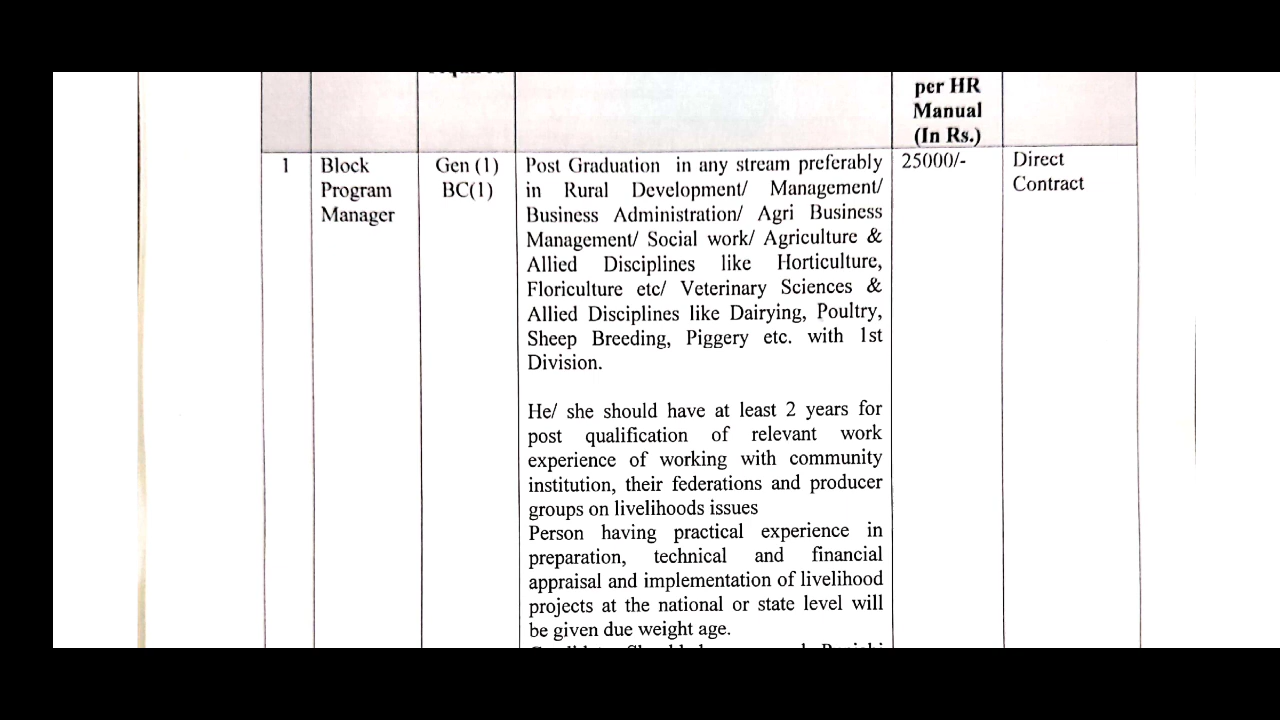 per HR
Manual
(In Rs.)
1
Block
Program
Manager
Gen (1)
BC(1)
Post Graduation in any stream preferably
in Rural Development/ Management/
Business Administration/ Agri Business
Management/ Social work/ Agriculture &
Allied Disciplines like Horticulture,
Floriculture etc/ Veterinary Sciences &
Allied Disciplines like Dairying, Poultry,
Sheep Breeding, Piggery etc. with 1st
Division.
He/ she should have at least 2 years for
post qualification of relevant work
experience of working with community
institution, their federations and producer
groups on livelihoods issues
Person having practical experience in
preparation, technical and financial
appraisal and implementation of livelihood
projects at the national or state level will
be given due weight age.
25000/-
Direct
Contract